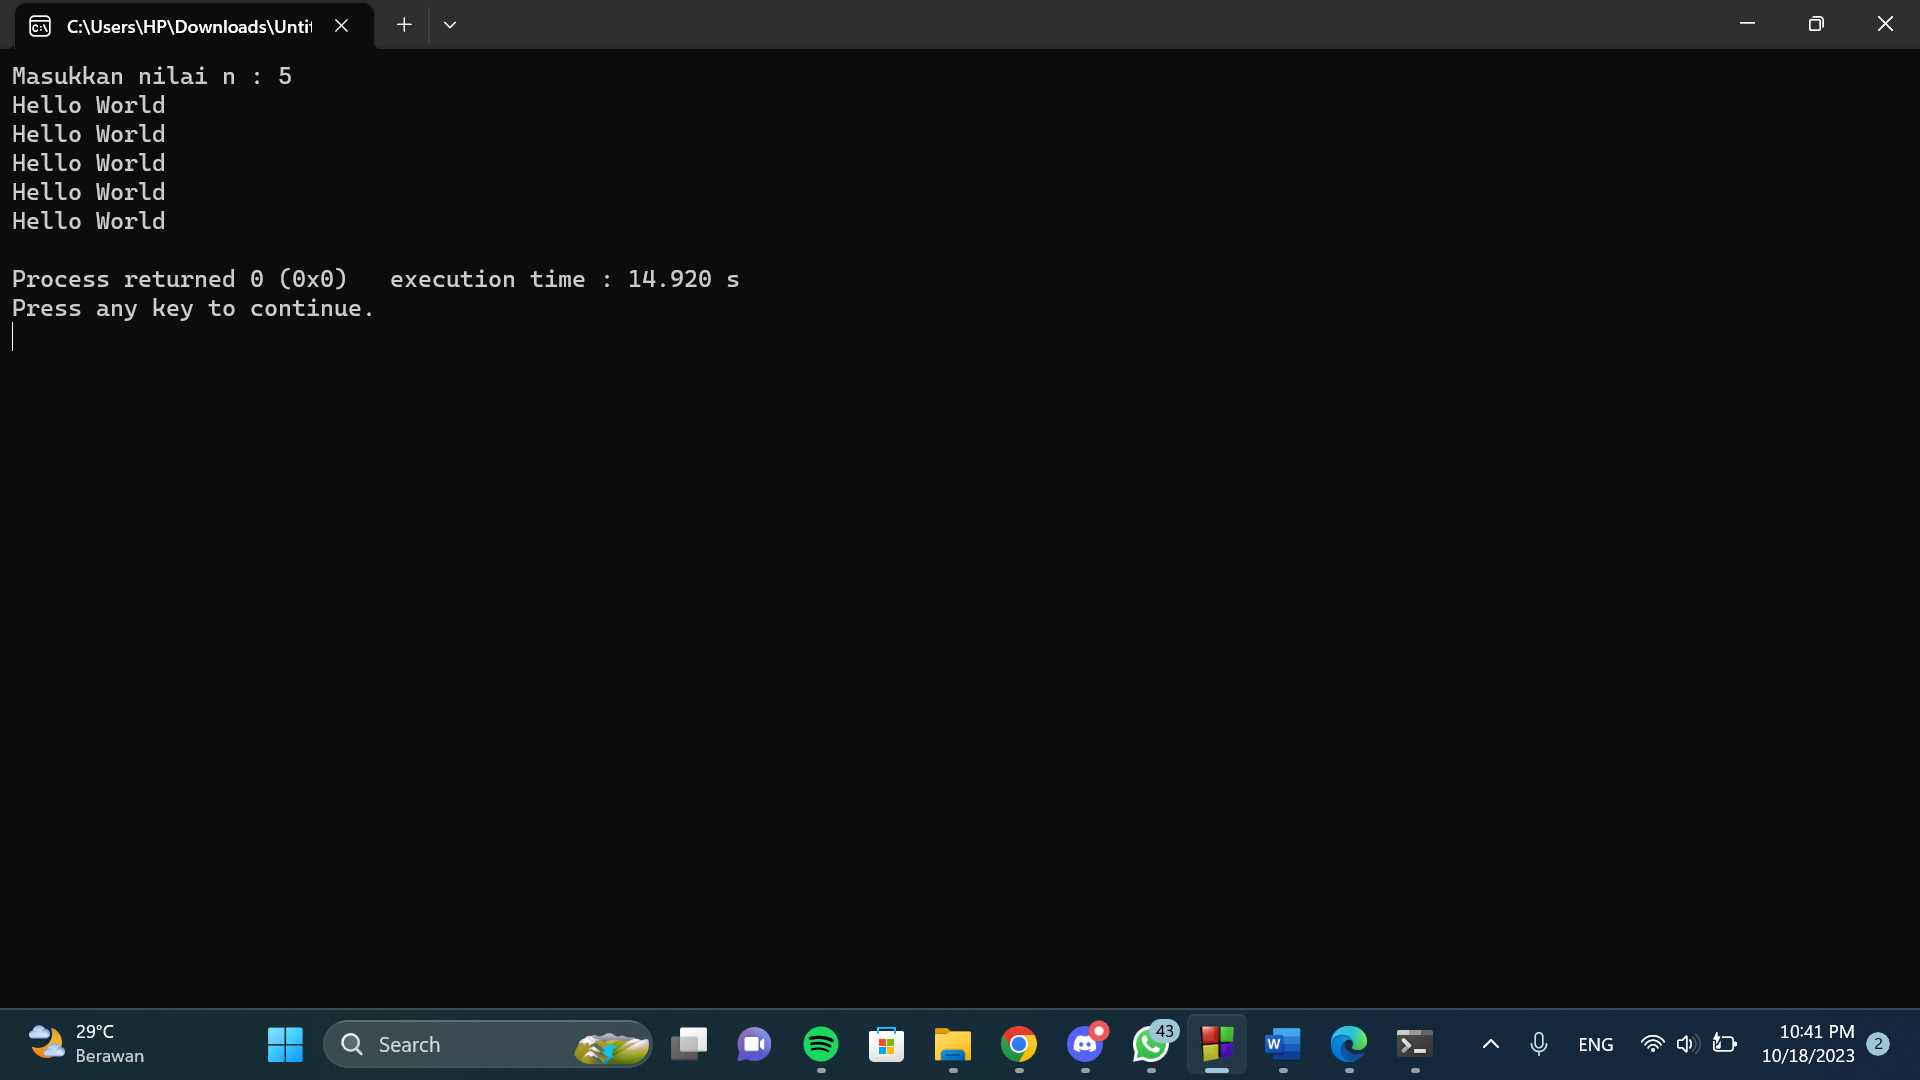 C:\Users\HP\Downloads\Unti
Masukkan nilai n : 5
Hello World
Hello World
Hello World
Hello World
Hello World
Process returned 0 (0x0)   execution time : 14.920 s
Press any key to continue.
29°C
Berawan
Search
43
ENG
10:41 PM
10/18/2023
2